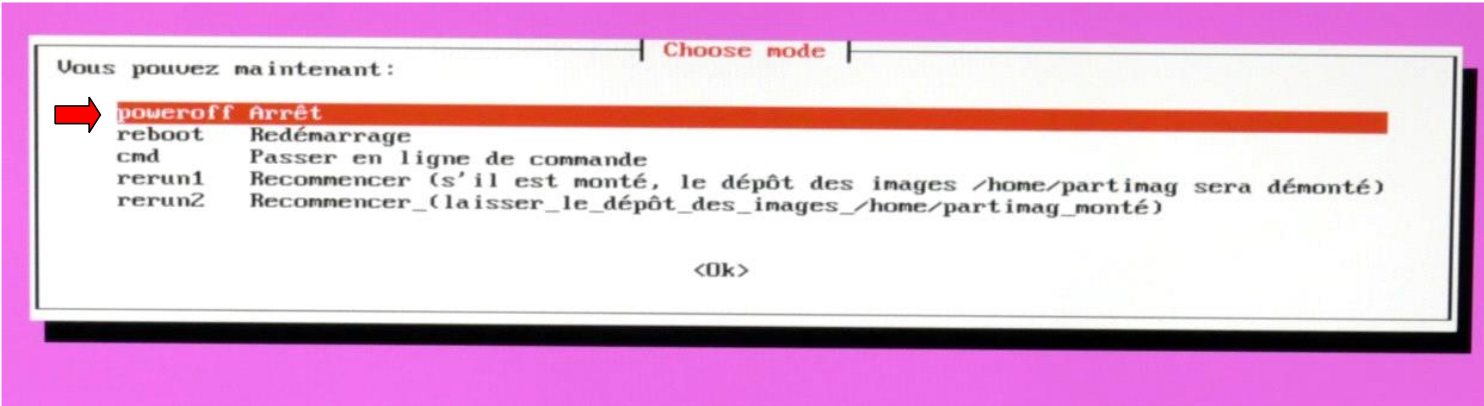 Choose mode
Vous pouvez maintenant:
poweroff Arrêt
reboot Redémarrage
cmd Passer en ligne de commande
rerun1 Recommencer (s'il est monté, le dépôt des images /home/partimag sera démonté)
rerun2 Recommencer_(laisser_le_dépôt_des_images_/home/partimag_monté)
<Ok>